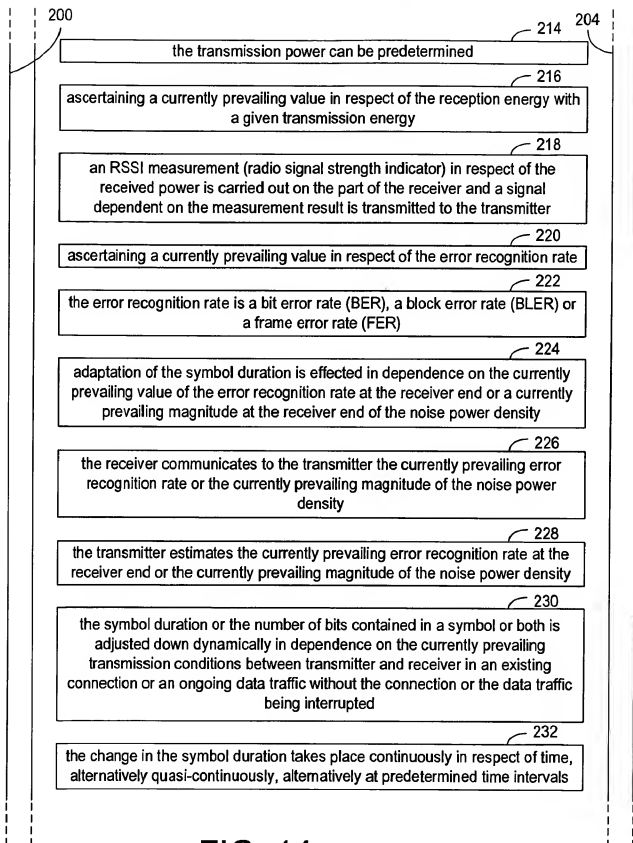 200
204
214
the transmission power can be predetermined
216
ascertaining a currently prevailing value in respect of the reception energy with
a given transmission energy
218
an RSSI measurement (radio signal strength indicator) in respect of the
received power is carried out on the part of the receiver and a signal
dependent on the measurement result is transmitted to the transmitter
220
ascertaining a currently prevailing value in respect of the error recognition rate
222
the error recognition rate is a bit error rate (BER), a block error rate (BLER) or
a frame error rate (FER)
224
adaptation of the symbol duration is effected in dependence on the currently
prevailing value of the error recognition rate at the receiver end or a currently
prevailing magnitude at the receiver end of the noise power density
226
the receiver communicates to the transmitter the currently prevailing error
recognition rate or the currently prevailing magnitude of the noise power
density
228
the transmitter estimates the currently prevailing error recognition rate at the
receiver end or the currently prevailing magnitude of the noise power density
230
the symbol duration or the number of bits contained in a symbol or both is
adjusted down dynamically in dependence on the currently prevailing
transmission conditions between transmitter and receiver in an existing
connection or an ongoing data traffic without the connection or the data traffic
being interrupted
232
the change in the symbol duration takes place continuously in respect of time,
alternatively quasi-continuously, alternatively at predetermined time intervals